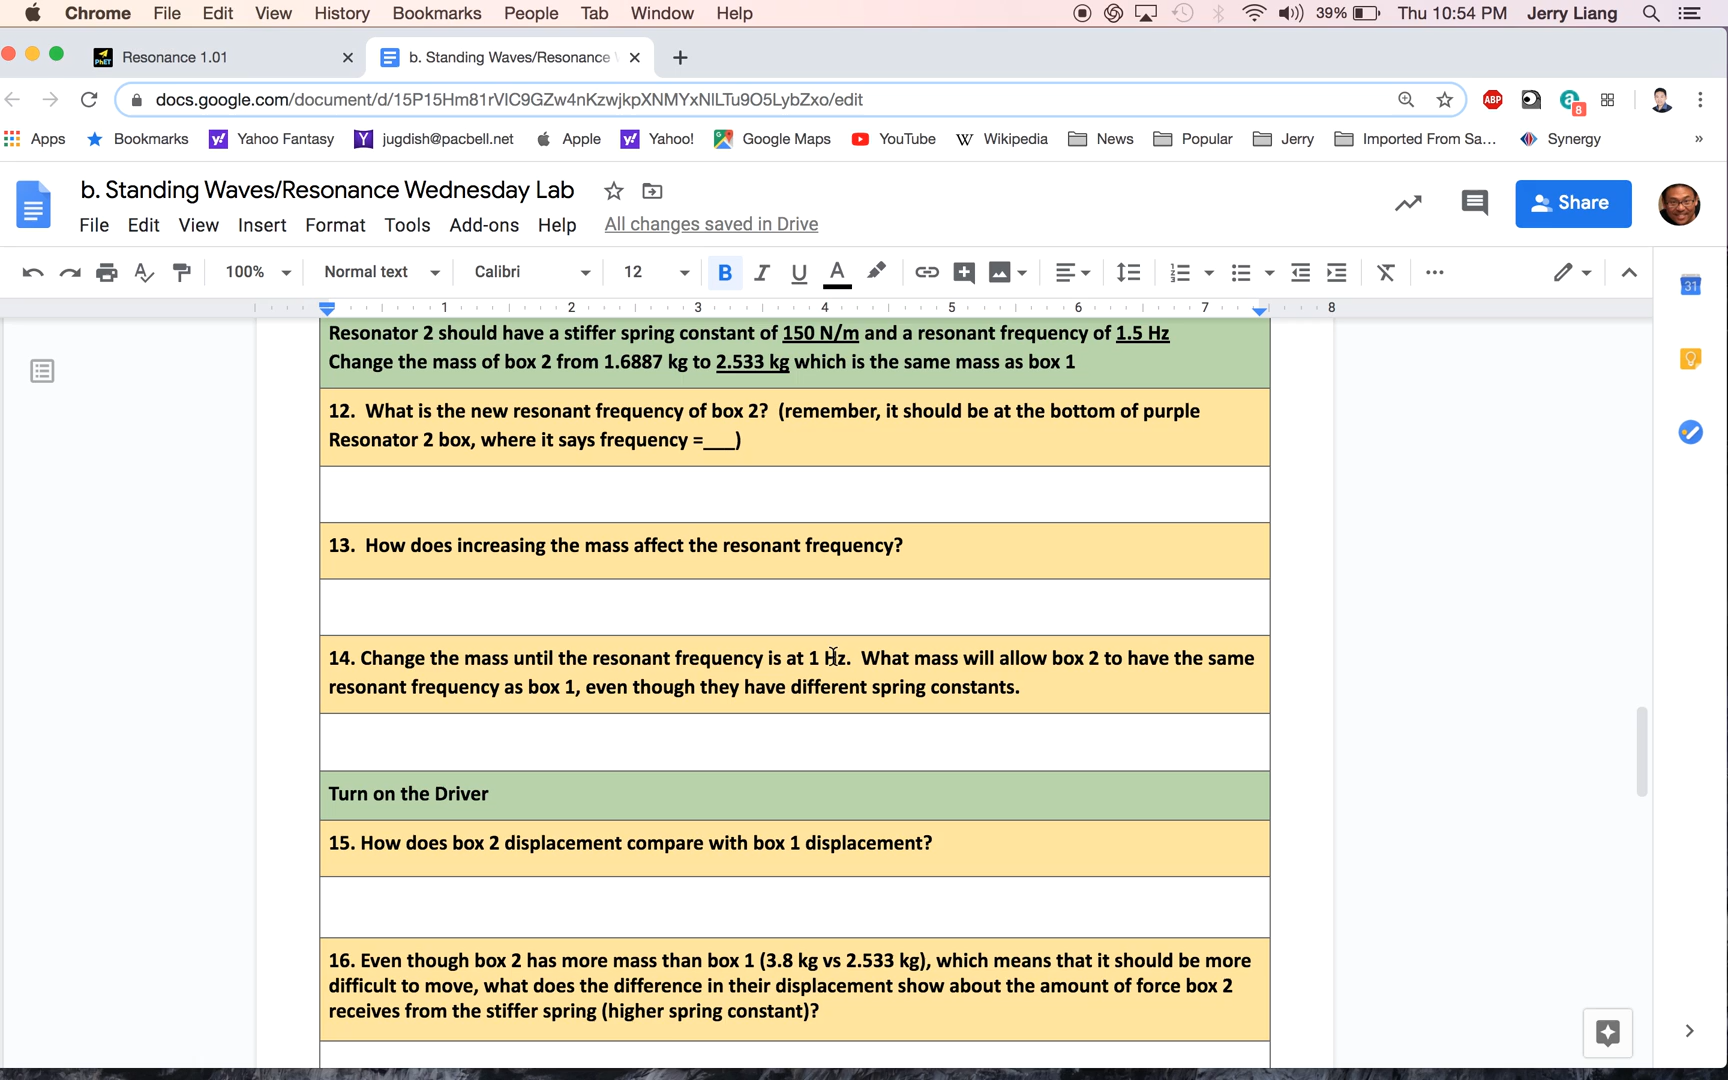 Chrome File Edit View History Bookmarks People Tab Window Help 39% Thu 10:54 PM Jerry Liang
PhET Resonance 1.01 b. Standing Waves/Resonance
docs.google.com/document/d/15P15Hm81rVIC9GZw4nKzwjkpXNMYxNlLTu9O5LybZxo/edit ABP a 8
Apps Bookmarks Yahoo Fantasy jugdish@pacbell.net Apple Yahoo! Google Maps YouTube Wikipedia News Popular Jerry Imported From Sa... Synergy »
b. Standing Waves/Resonance Wednesday Lab
Share
File Edit View Insert Format Tools Add-ons Help All changes saved in Drive
100% Normal text Calibri 12 B I U A
31
1 2 3 4 5 6 7 8
Resonator 2 should have a stiffer spring constant of 150 N/m and a resonant frequency of 1.5 Hz
Change the mass of box 2 from 1.6887 kg to 2.533 kg which is the same mass as box 1
12. What is the new resonant frequency of box 2? (remember, it should be at the bottom of purple
Resonator 2 box, where it says frequency =___)
13. How does increasing the mass affect the resonant frequency?
14. Change the mass until the resonant frequency is at 1 Hz. What mass will allow box 2 to have the same
resonant frequency as box 1, even though they have different spring constants.
Turn on the Driver
15. How does box 2 displacement compare with box 1 displacement?
16. Even though box 2 has more mass than box 1 (3.8 kg vs 2.533 kg), which means that it should be more
difficult to move, what does the difference in their displacement show about the amount of force box 2
receives from the stiffer spring (higher spring constant)?